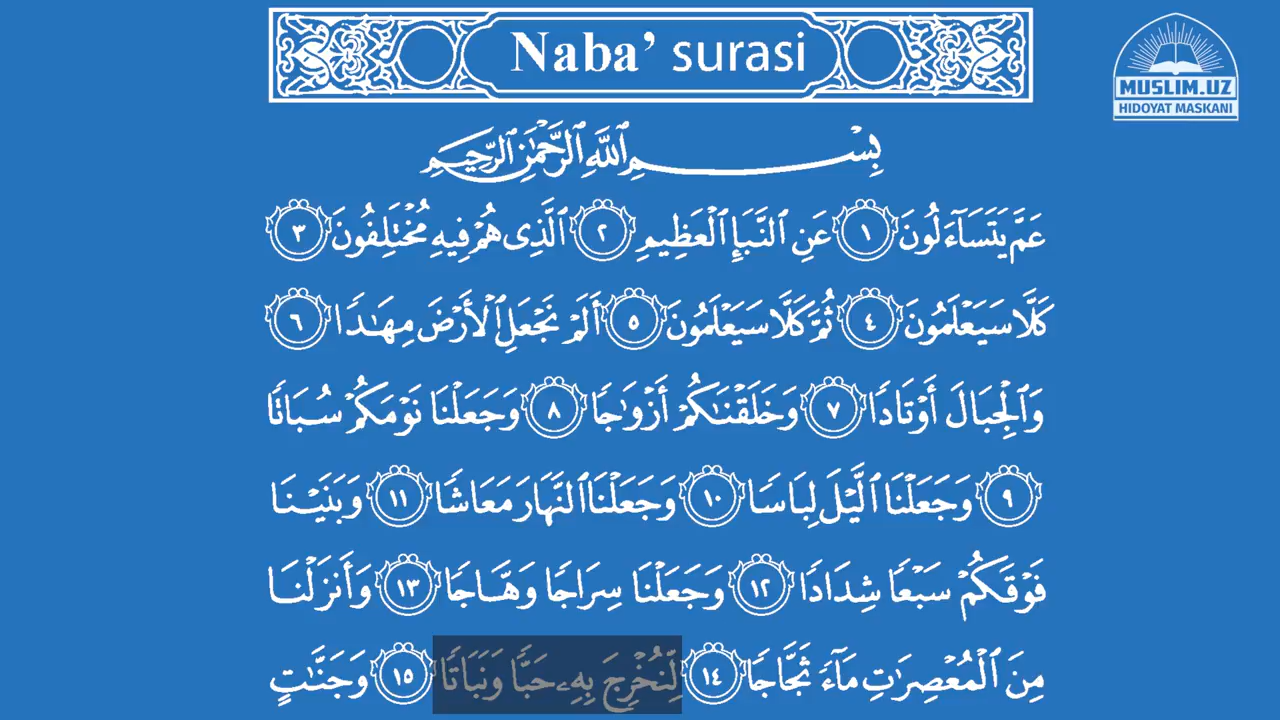 Naba’ surasi
MUSLIM.UZ
HIDOYAT MASKANI
بِسْمِ ٱللَّهِ ٱلرَّحْمَٰنِ ٱلرَّحِيمِ
عَمَّ يَتَسَآءَلُونَ ١ عَنِ ٱلنَّبَإِ ٱلْعَظِيمِ ٢ ٱلَّذِى هُمْ فِيهِ مُخْتَلِفُونَ ٣
كَلَّا سَيَعْلَمُونَ ٤ ثُمَّ كَلَّا سَيَعْلَمُونَ ٥ أَلَمْ نَجْعَلِ ٱلْأَرْضَ مِهَٰدًا ٦
وَٱلْجِبَالَ أَوْتَادًا ٧ وَخَلَقْنَٰكُمْ أَزْوَٰجًا ٨ وَجَعَلْنَا نَوْمَكُمْ سُبَاتًا
٩ وَجَعَلْنَا ٱلَّيْلَ لِبَاسًا ١٠ وَجَعَلْنَا ٱلنَّهَارَ مَعَاشًا ١١ وَبَنَيْنَا
فَوْقَكُمْ سَبْعًا شِدَادًا ١٢ وَجَعَلْنَا سِرَاجًا وَهَّاجًا ١٣ وَأَنزَلْنَا
مِنَ ٱلْمُعْصِرَٰتِ مَآءً ثَجَّاجًا ١٤ لِّنُخْرِجَ بِهِۦ حَبًّا وَنَبَاتًا ١٥ وَجَنَّٰتٍ